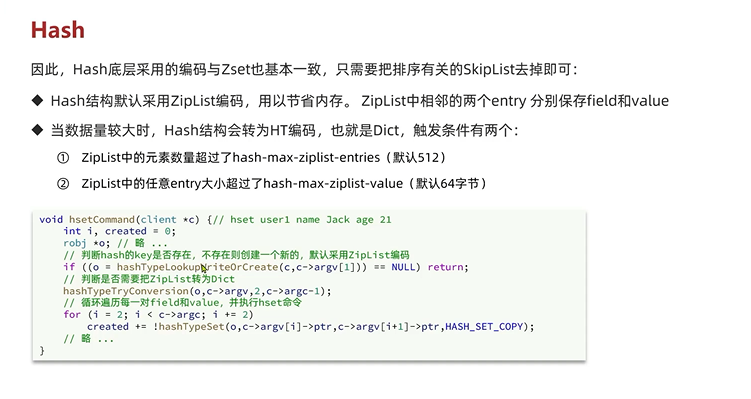 Hash
因此，Hash底层采用的编码与Zset也基本一致，只需要把排序有关的SkipList去掉即可：
◆ Hash结构默认采用ZipList编码，用以节省内存。 ZipList中相邻的两个entry 分别保存field和value
◆ 当数据量较大时，Hash结构会转为HT编码，也就是Dict，触发条件有两个：
① ZipList中的元素数量超过了hash-max-ziplist-entries（默认512）
② ZipList中的任意entry大小超过了hash-max-ziplist-value（默认64字节）
void hsetCommand(client *c) {// hset user1 name Jack age 21
    int i, created = 0;
    robj *o; // 略 ...
    // 判断hash的key是否存在，不存在则创建一个新的，默认采用ZipList编码
    if ((o = hashTypeLookupWriteOrCreate(c,c->argv[1])) == NULL) return;
    // 判断是否需要把ZipList转为Dict
    hashTypeTryConversion(o,c->argv,2,c->argc-1);
    // 循环遍历每一对field和value，并执行hset命令
    for (i = 2; i < c->argc; i += 2)
        created += !hashTypeSet(o,c->argv[i]->ptr,c->argv[i+1]->ptr,HASH_SET_COPY);
    // 略 ...
}